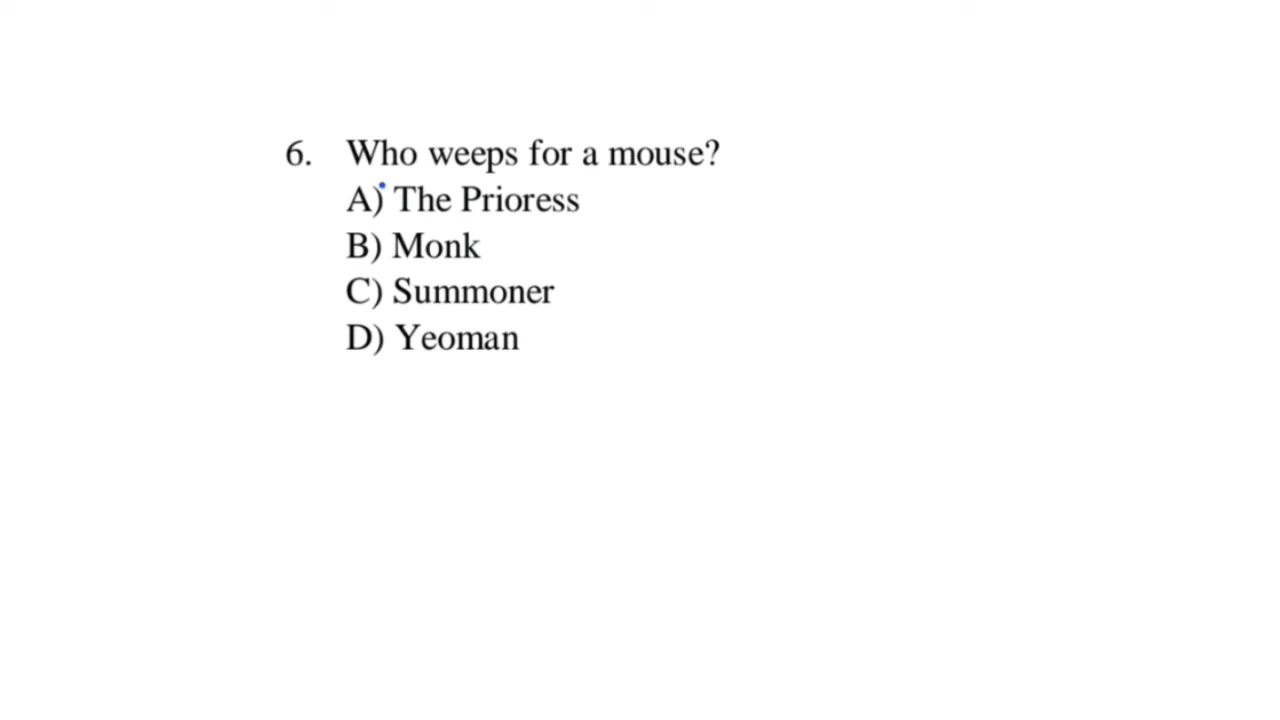 6. Who weeps for a mouse?
A) The Prioress
B) Monk
C) Summoner
D) Yeoman